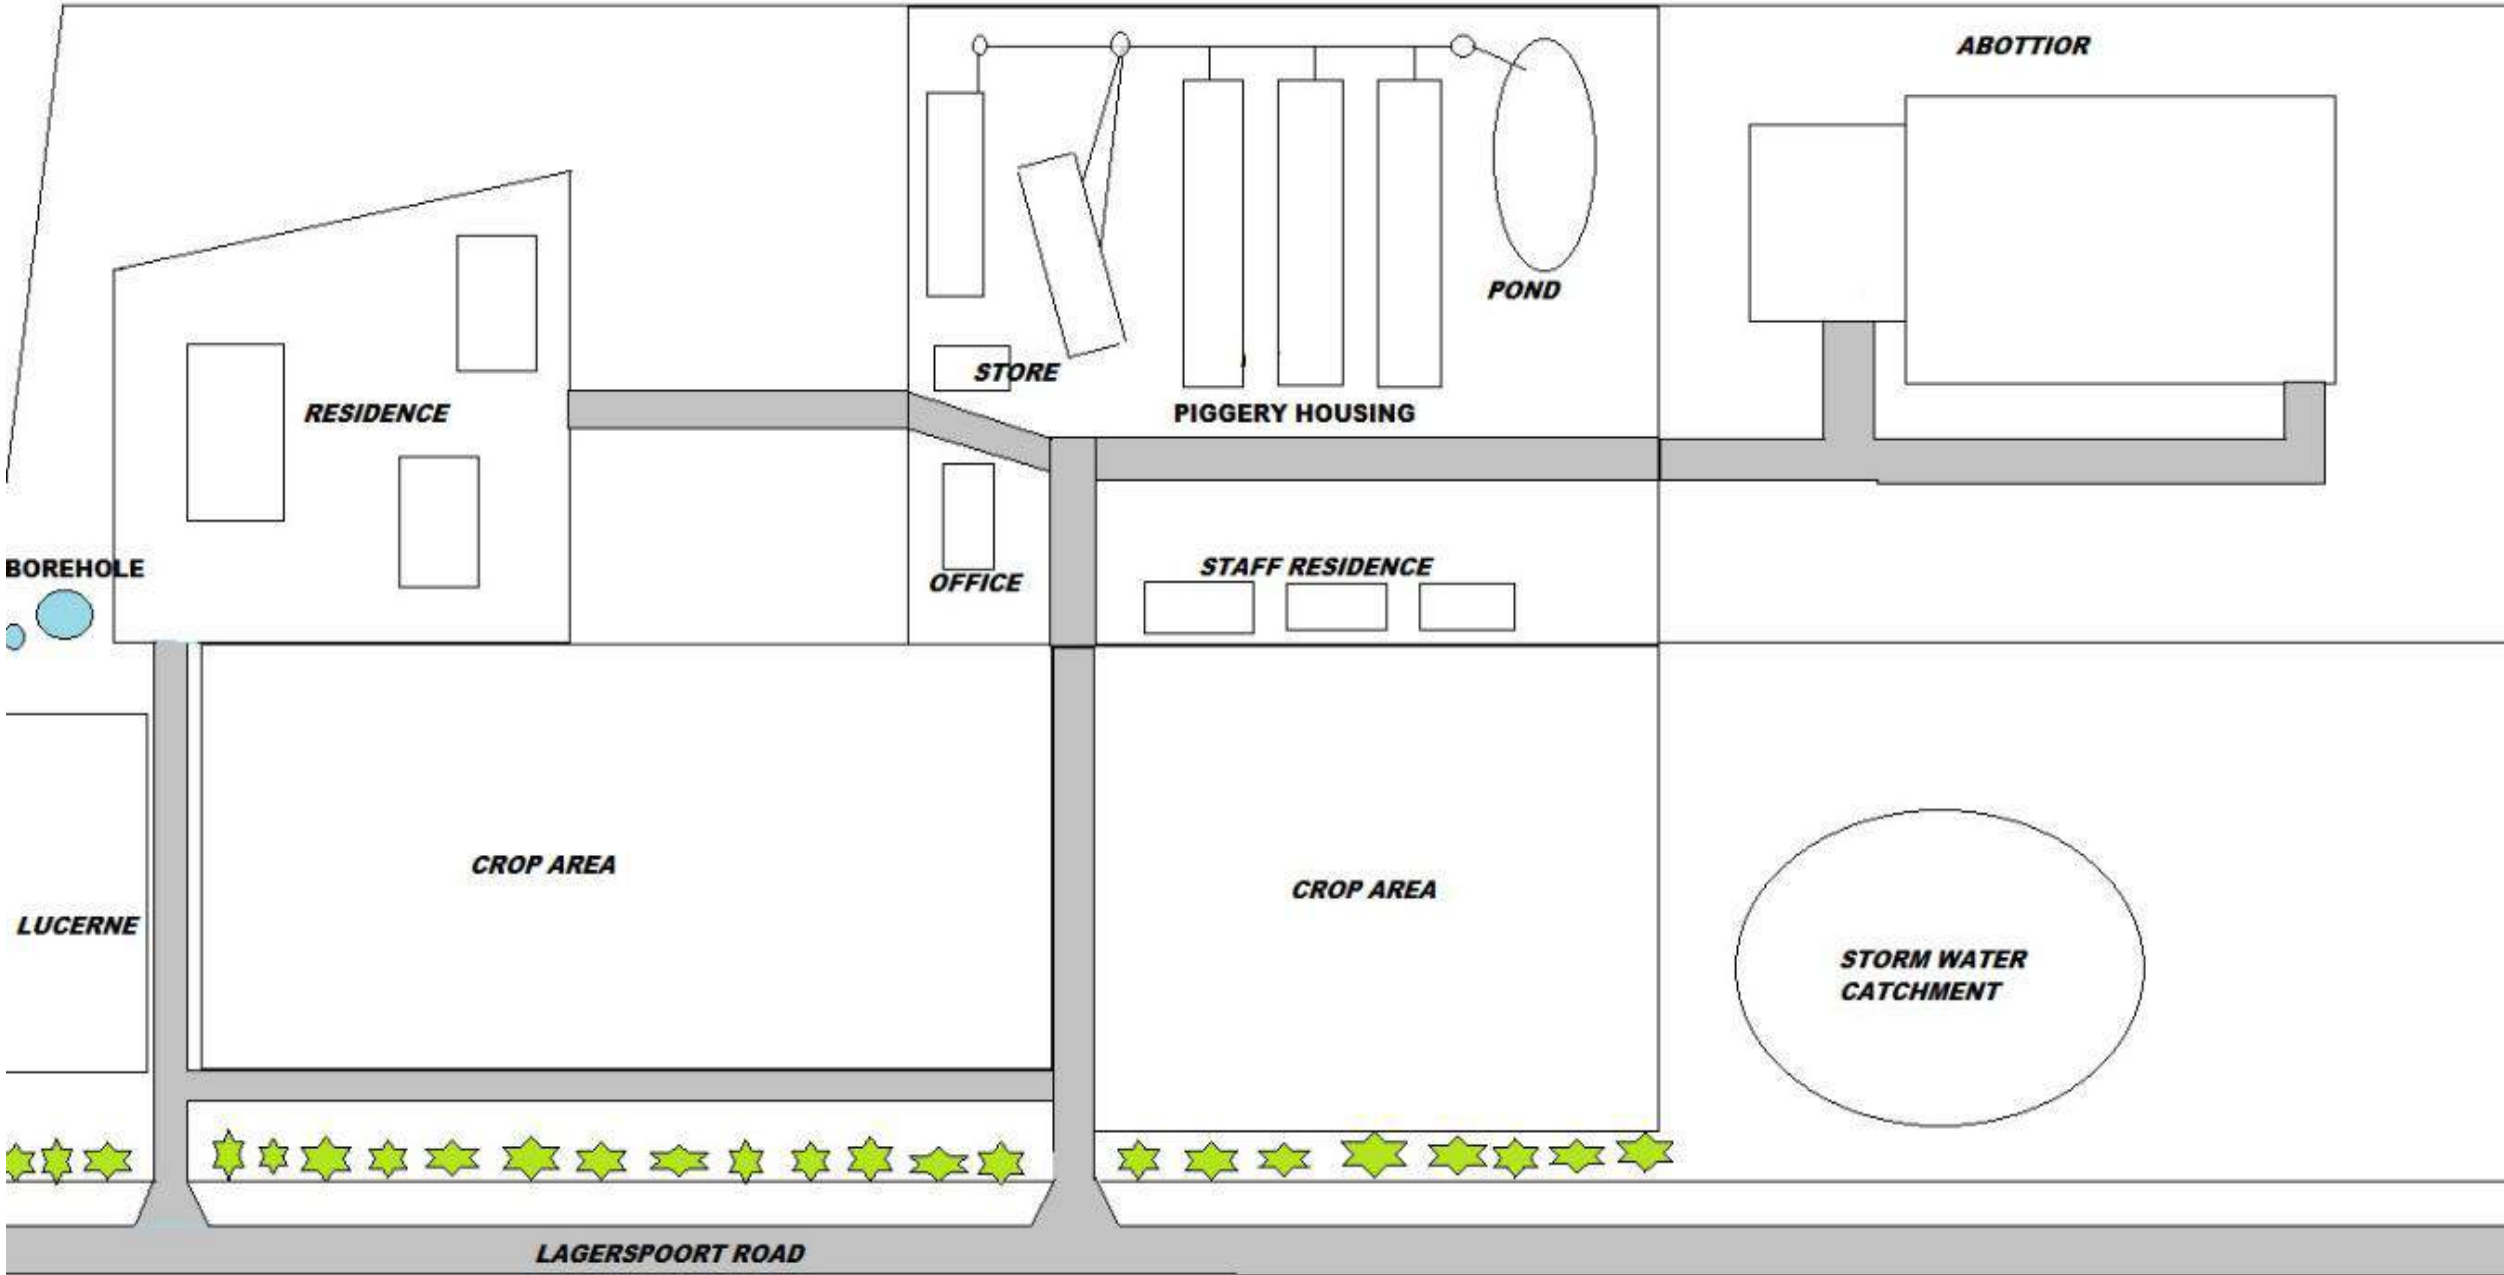 ABOTTIOR
POND
STORE
RESIDENCE
PIGGERY HOUSING
BOREHOLE
OFFICE
STAFF RESIDENCE
CROP AREA
CROP AREA
LUCERNE
STORM WATER
CATCHMENT
LAGERSPOORT ROAD